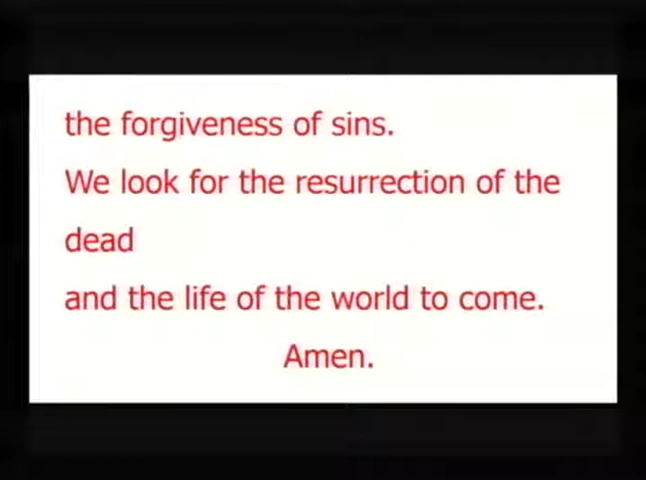 the forgiveness of sins.
We look for the resurrection of the
dead
and the life of the world to come.
Amen.